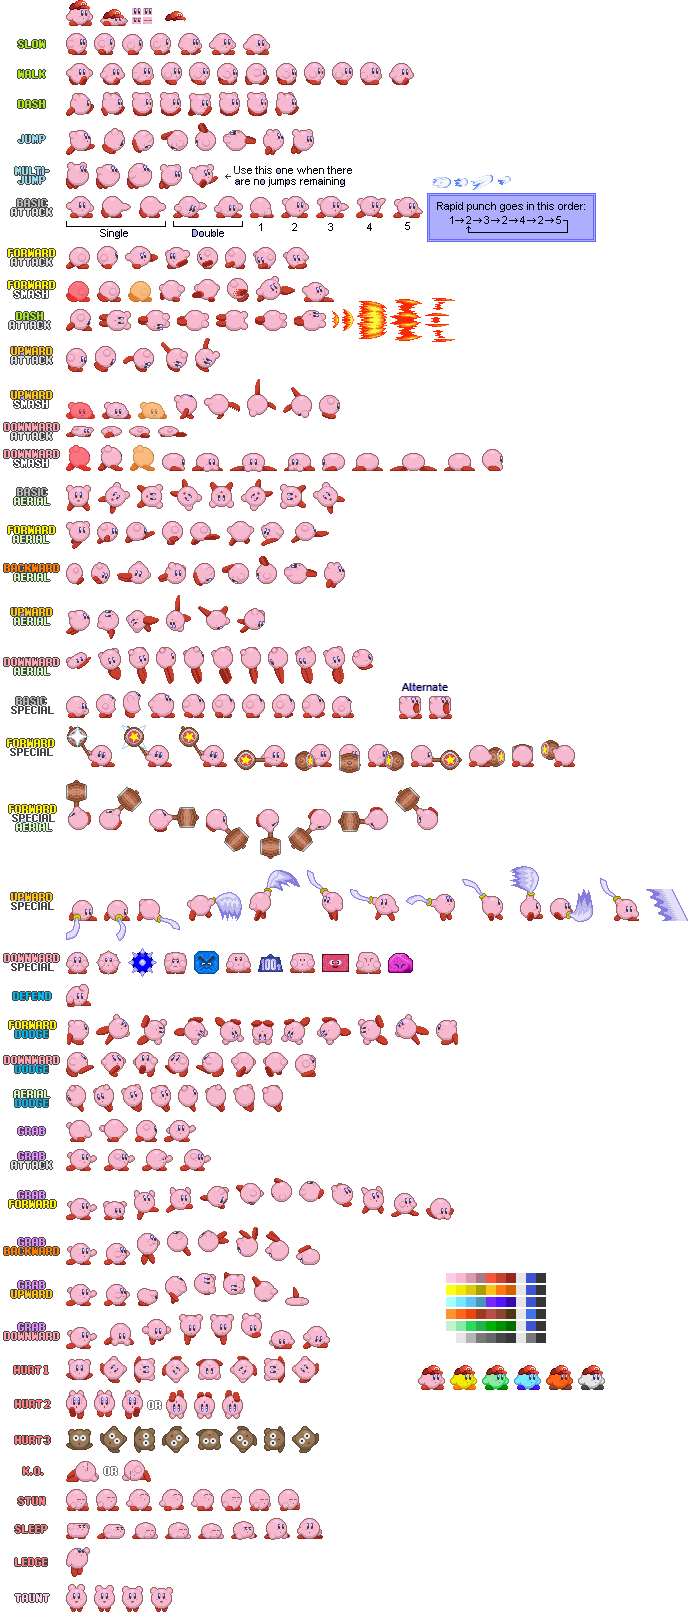 SLOW
WALK
DASH
JUMP
MULTI-
JUMP
← Use this one when there
are no jumps remaining
BASIC
ATTACK
Single
Double
1
2
3
4
5
Rapid punch goes in this order:
1→2→3→2→4→2→5
FORWARD
ATTACK
FORWARD
SMASH
DASH
ATTACK
UPWARD
ATTACK
UPWARD
SMASH
DOWNWARD
ATTACK
DOWNWARD
SMASH
BASIC
AERIAL
FORWARD
AERIAL
BACKWARD
AERIAL
UPWARD
AERIAL
DOWNWARD
AERIAL
BASIC
SPECIAL
Alternate
FORWARD
SPECIAL
FORWARD
SPECIAL
AERIAL
UPWARD
SPECIAL
DOWNWARD
SPECIAL
100t
DEFEND
FORWARD
DODGE
DOWNWARD
DODGE
AERIAL
DODGE
GRAB
GRAB
ATTACK
GRAB
FORWARD
GRAB
BACKWARD
GRAB
UPWARD
GRAB
DOWNWARD
HURT1
HURT2
OR
HURT3
K.O.
OR
STUN
SLEEP
LEDGE
TAUNT